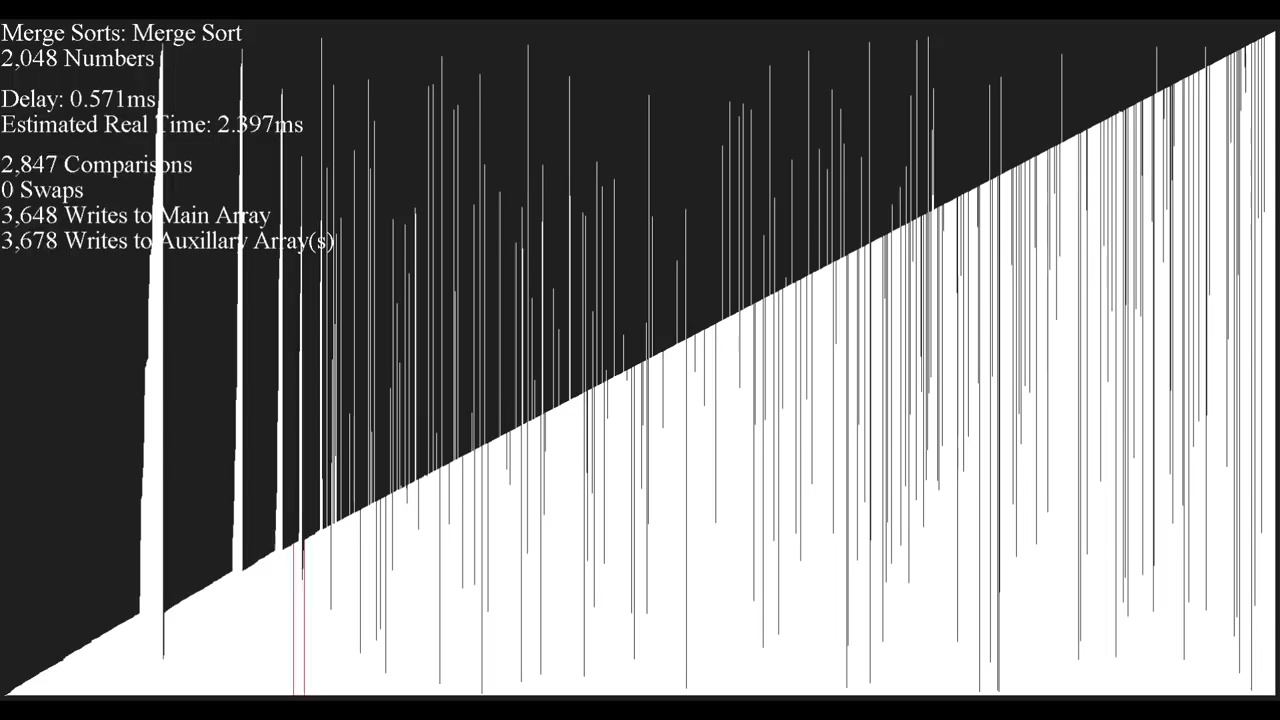 Merge Sorts: Merge Sort
2,048 Numbers
Delay: 0.571ms
Estimated Real Time: 2.397ms
2,847 Comparisons
0 Swaps
3,648 Writes to Main Array
3,678 Writes to Auxillary Array(s)